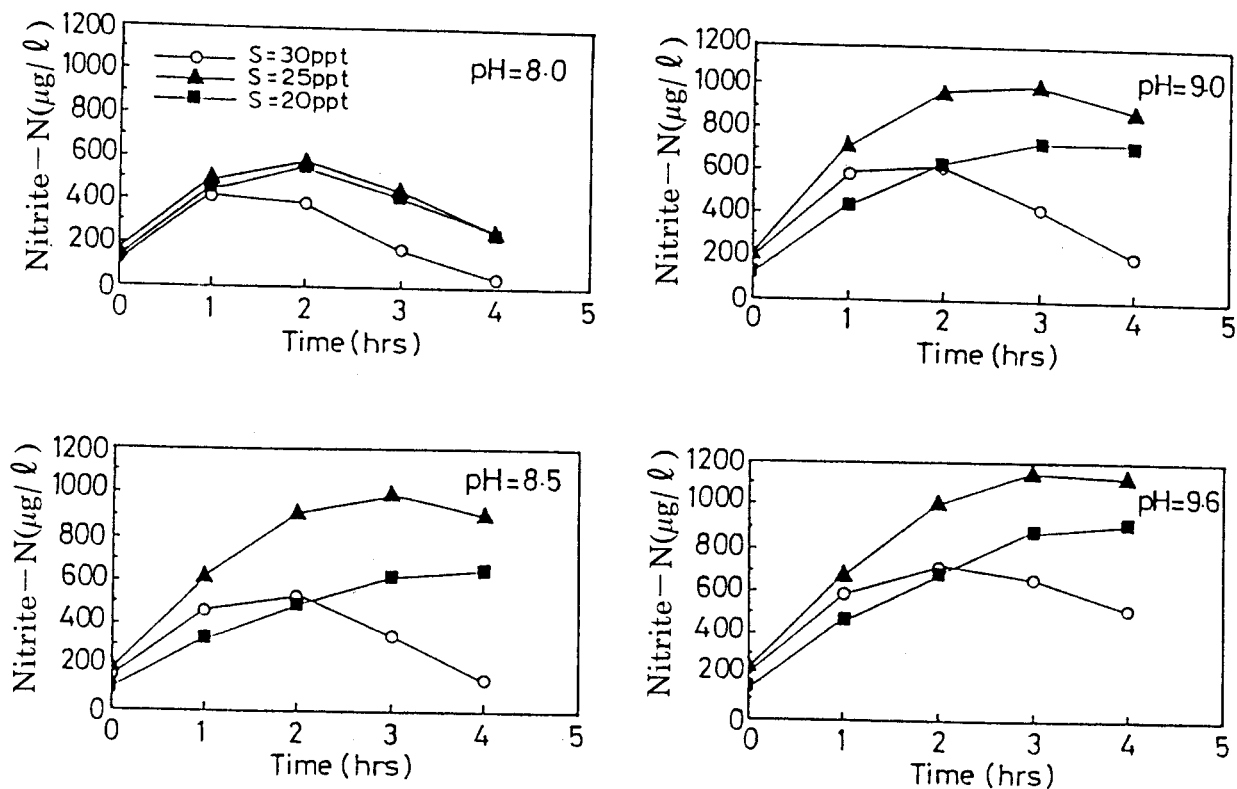 Nitrite—N(μg/ℓ)
1200
1000
800
600
400
200
0
S=30ppt
S=25ppt
S=20ppt
pH=8·0
0 1 2 3 4 5
Time (hrs)
Nitrite—N(μg/ℓ)
1200
1000
800
600
400
200
0
pH=9·0
0 1 2 3 4 5
Time (hrs)
Nitrite—N(μg/ℓ)
1200
1000
800
600
400
200
0
pH=8·5
0 1 2 3 4 5
Time (hrs)
Nitrite—N(μg/ℓ)
1200
1000
800
600
400
200
0
pH=9·6
0 1 2 3 4 5
Time (hrs)